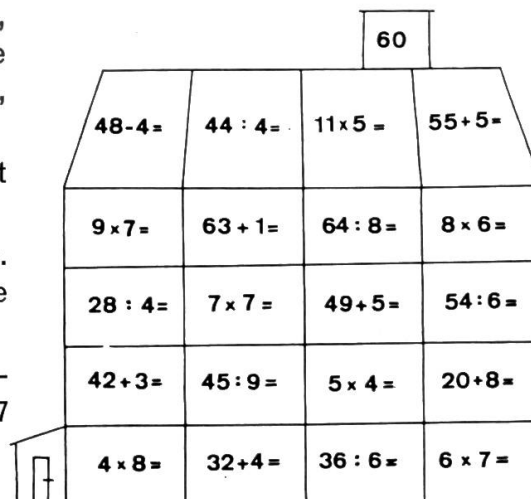 ,
e
,
t
.
e
-
7
60
48-4= 44 : 4= 11x5 = 55+5=
9x7= 63 + 1= 64 : 8= 8 x 6=
28 : 4= 7x 7= 49+5= 54:6=
42+3= 45:9= 5 x 4= 20+8=
4 x 8= 32+4= 36 : 6= 6 x 7=